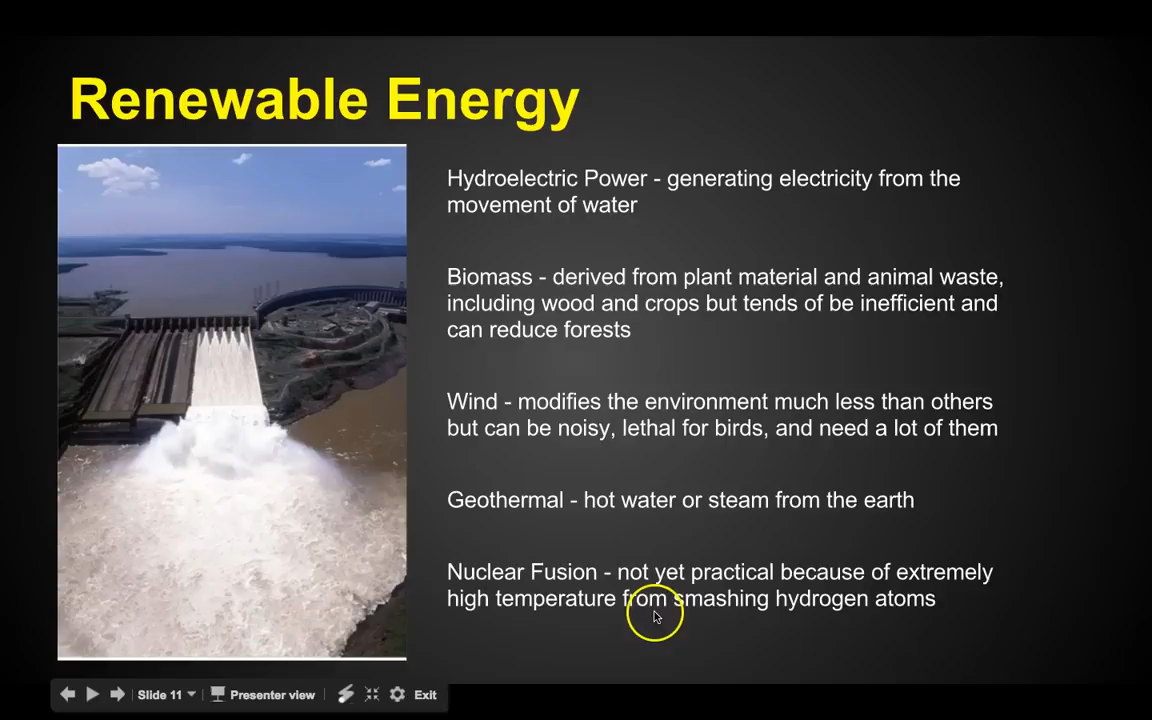 Renewable Energy
Hydroelectric Power - generating electricity from the
movement of water
Biomass - derived from plant material and animal waste,
including wood and crops but tends of be inefficient and
can reduce forests
Wind - modifies the environment much less than others
but can be noisy, lethal for birds, and need a lot of them
Geothermal - hot water or steam from the earth
Nuclear Fusion - not yet practical because of extremely
high temperature from smashing hydrogen atoms
Slide 11 Presenter view Exit